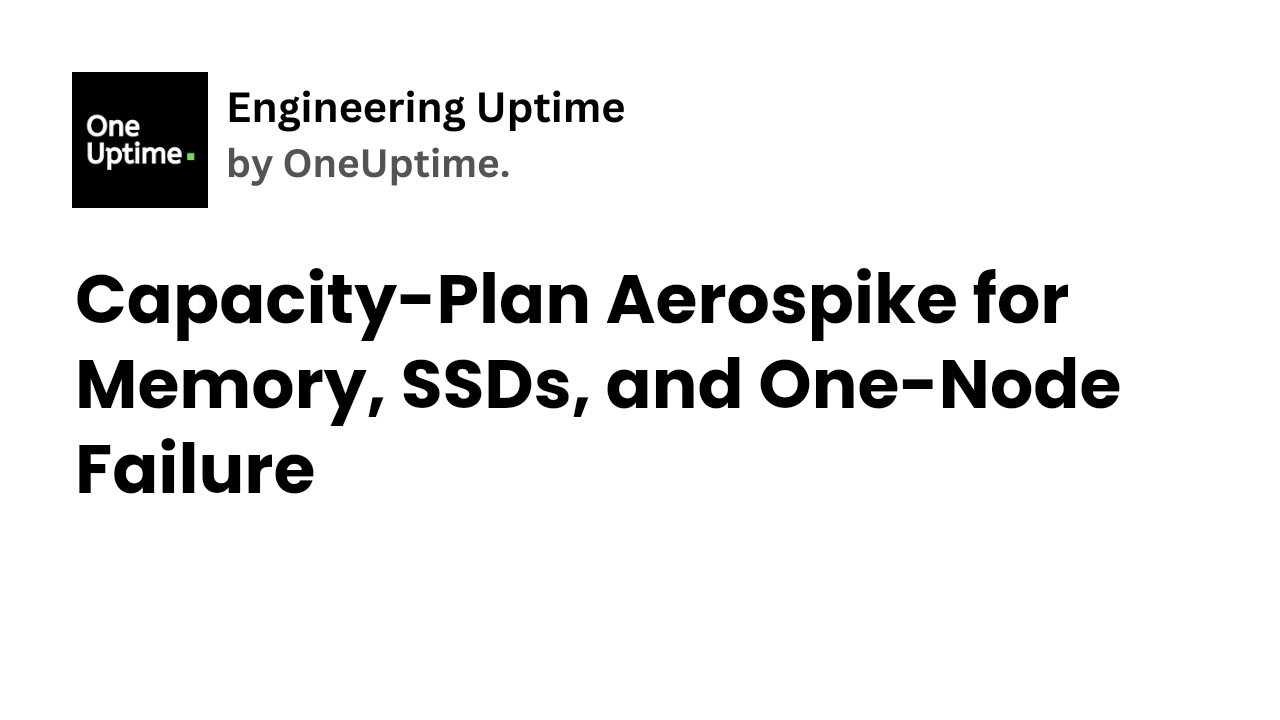 One
Uptime.
Engineering Uptime
by OneUptime.
Capacity-Plan Aerospike for
Memory, SSDs, and One-Node
Failure